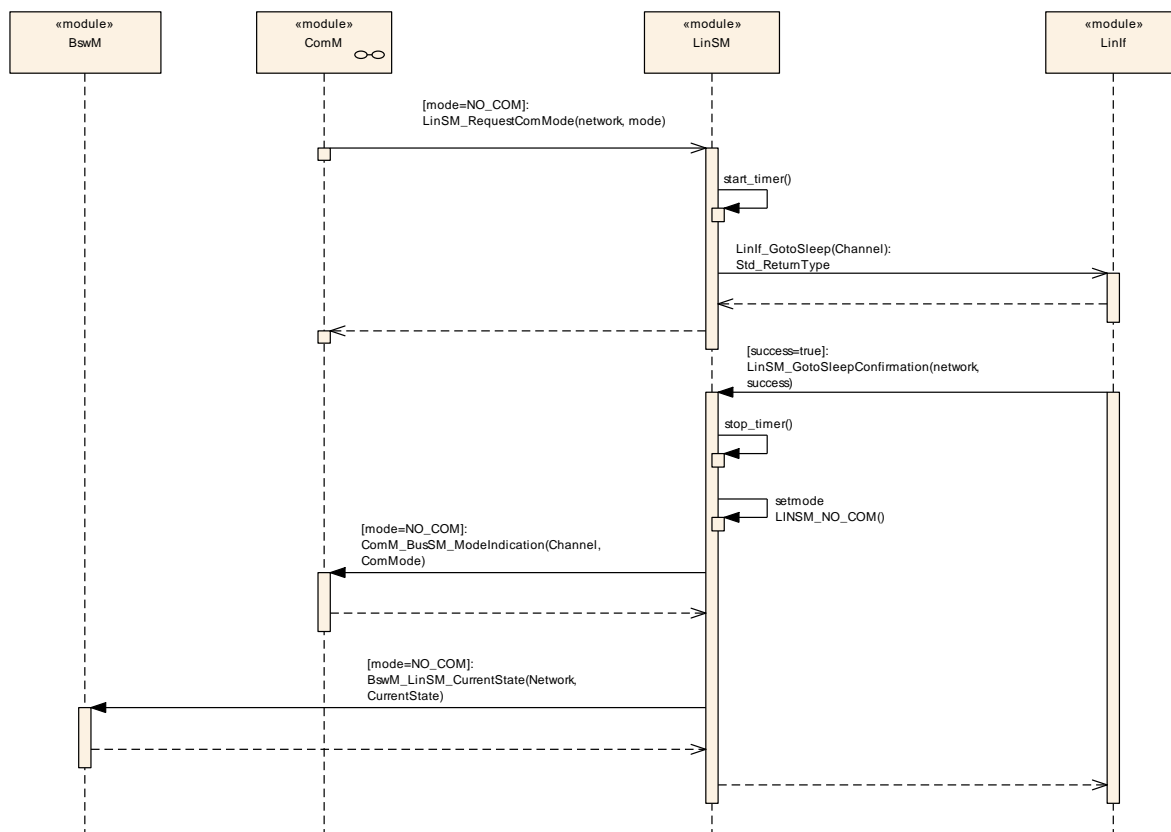 «module»
BswM
«module»
ComM
«module»
LinSM
«module»
LinIf
[mode=NO_COM]:
LinSM_RequestComMode(network, mode)
start_timer()
LinIf_GotoSleep(Channel):
Std_ReturnType
[success=true]:
LinSM_GotoSleepConfirmation(network,
success)
stop_timer()
setmode
LINSM_NO_COM()
[mode=NO_COM]:
ComM_BusSM_ModeIndication(Channel,
ComMode)
[mode=NO_COM]:
BswM_LinSM_CurrentState(Network,
CurrentState)